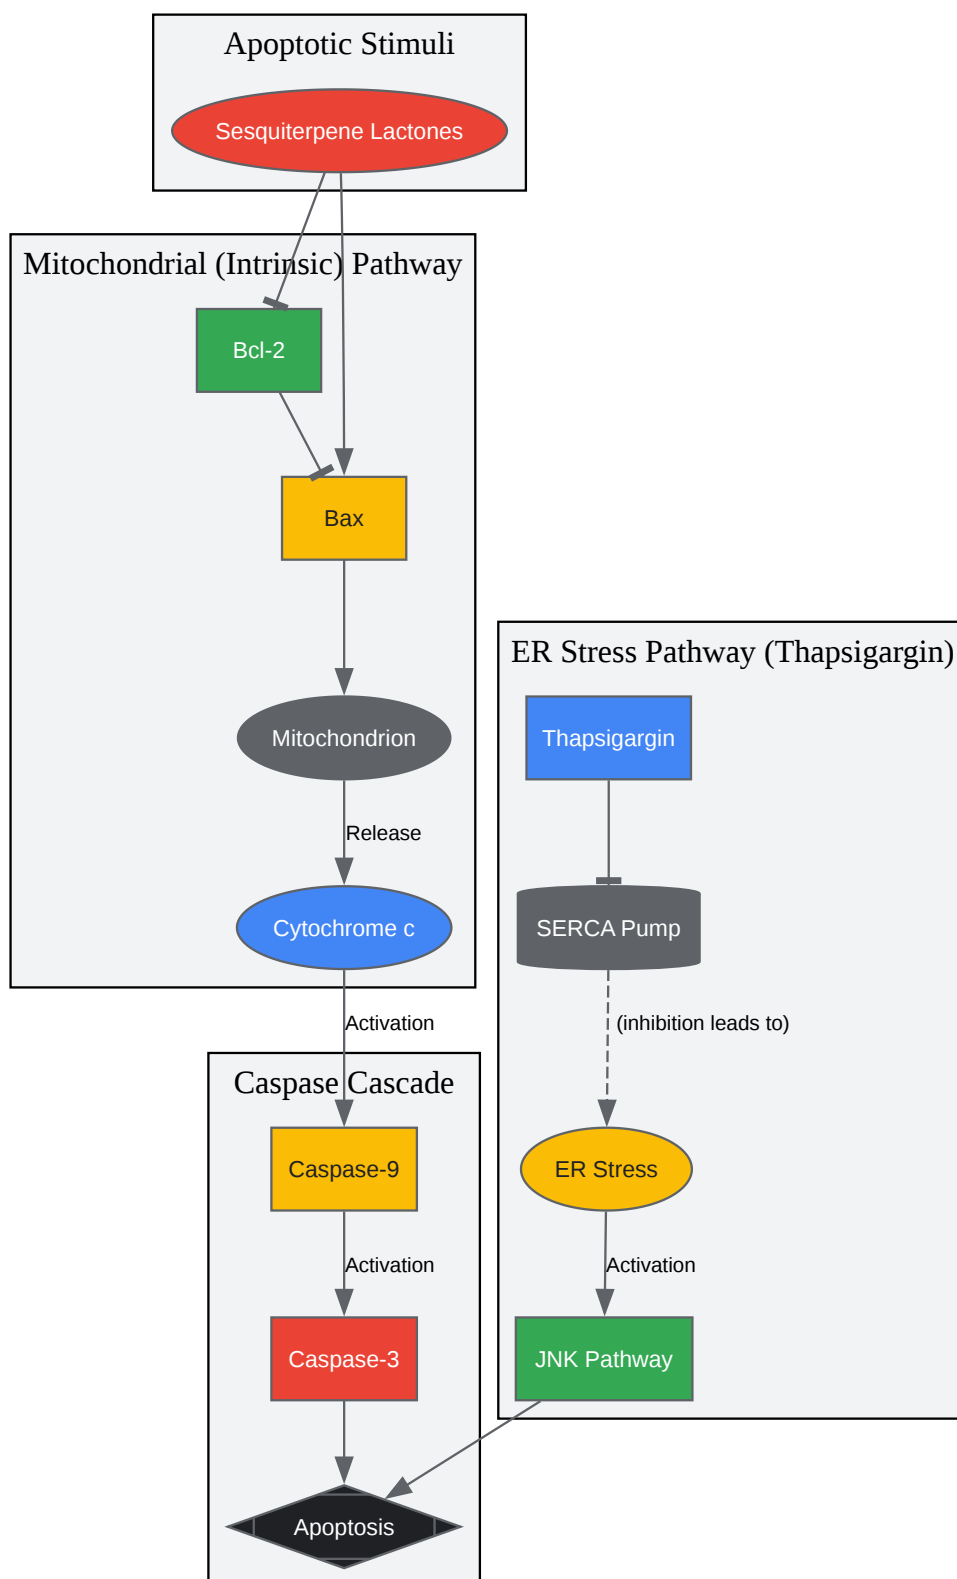 Apoptotic Stimuli
Sesquiterpene Lactones
Mitochondrial (Intrinsic) Pathway
Bcl-2
Bax
Mitochondrion
Release
Cytochrome c
Activation
Caspase Cascade
Caspase-9
Activation
Caspase-3
Apoptosis
ER Stress Pathway (Thapsigargin)
Thapsigargin
SERCA Pump
(inhibition leads to)
ER Stress
Activation
JNK Pathway